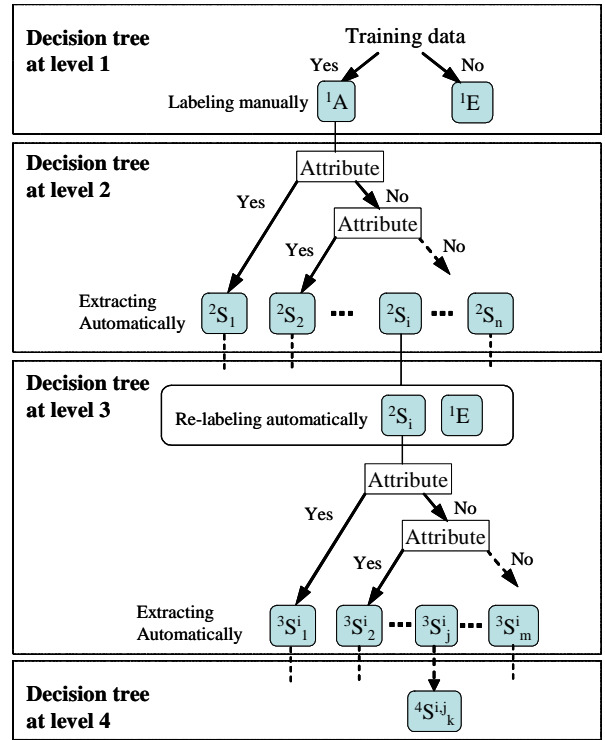 Decision tree
at level 1
Training data
Yes
No
Labeling manually
¹A
¹E
Decision tree
at level 2
Attribute
Yes
No
Attribute
Yes
No
Extracting
Automatically
²S₁
²S₂
...
²Sᵢ
...
²Sₙ
Decision tree
at level 3
Re-labeling automatically
²Sᵢ
¹E
Attribute
Yes
No
Attribute
Yes
No
Extracting
Automatically
³Sⁱ₁
³Sⁱ₂
...
³Sⁱⱼ
...
³Sⁱₘ
Decision tree
at level 4
⁴Sⁱ,ʲₖ